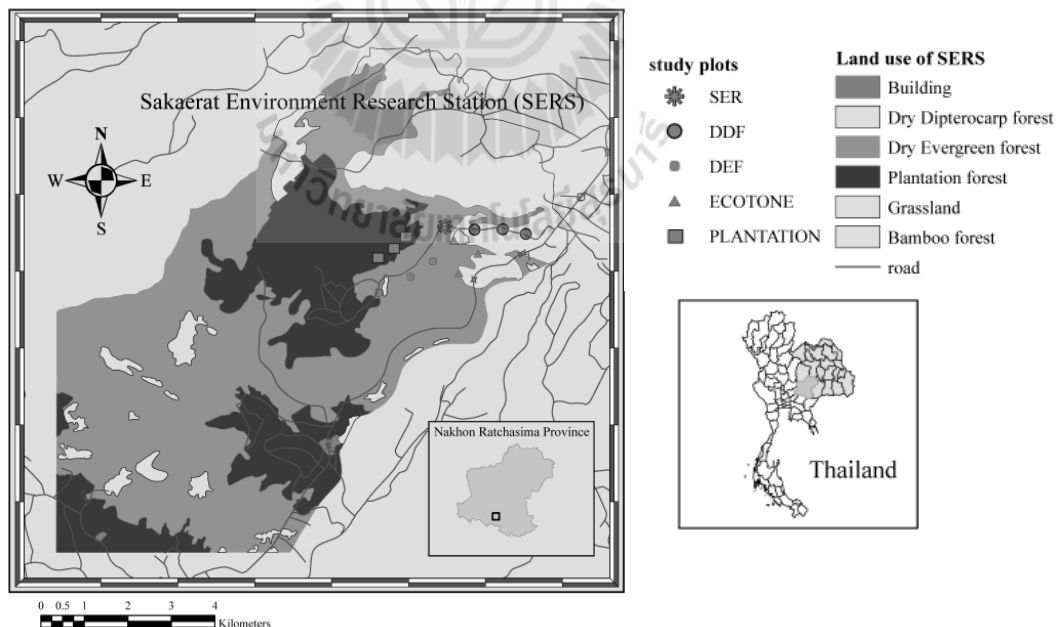 Sakaerat Environment Research Station (SERS)
N
W
E
S
Nakhon Ratchasima Province
0 0.5 1 2 3 4
Kilometers
study plots
SER
DDF
DEF
ECOTONE
PLANTATION
Land use of SERS
Building
Dry Dipterocarp forest
Dry Evergreen forest
Plantation forest
Grassland
Bamboo forest
road
Thailand